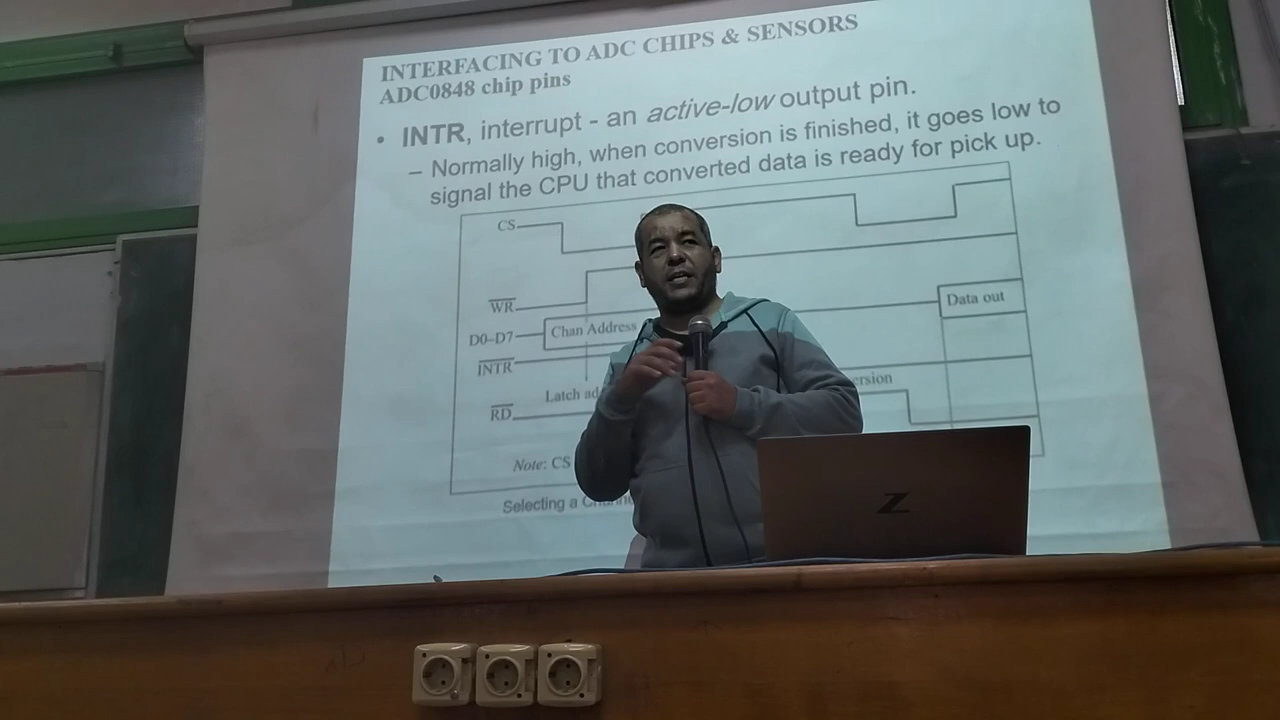 INTERFACING TO ADC CHIPS & SENSORS
ADC0848 chip pins
• INTR, interrupt - an active-low output pin.
– Normally high, when conversion is finished, it goes low to
signal the CPU that converted data is ready for pick up.
CS
WR
Data out
D0–D7
Chan Address
INTR
Latch
RD
Note: CS
Selecting a
Z